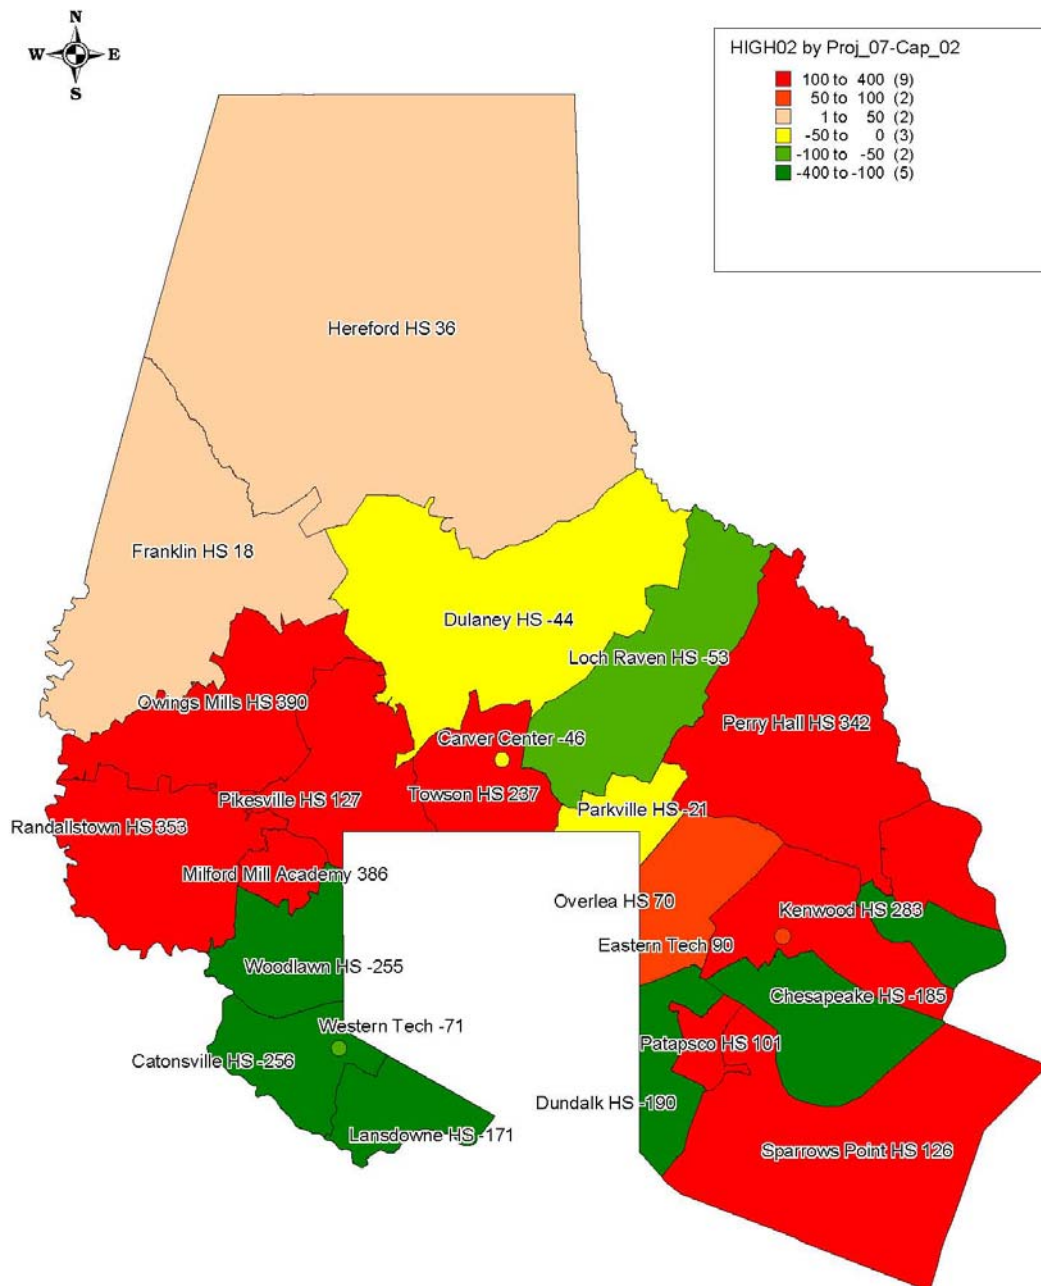 N
W E
S
HIGH02 by Proj_07-Cap_02
100 to 400 (9)
50 to 100 (2)
1 to 50 (2)
-50 to 0 (3)
-100 to -50 (2)
-400 to -100 (5)
Hereford HS 36
Franklin HS 18
Dulaney HS -44
Loch Raven HS -53
Owings Mills HS 390
Perry Hall HS 342
Carver Center -46
Pikesville HS 127
Towson HS 237
Parkville HS -21
Randallstown HS 353
Milford Mill Academy 386
Overlea HS 70
Kenwood HS 283
Eastern Tech 90
Woodlawn HS -255
Chesapeake HS -185
Western Tech -71
Patapsco HS 101
Catonsville HS -256
Dundalk HS -190
Lansdowne HS -171
Sparrows Point HS 126